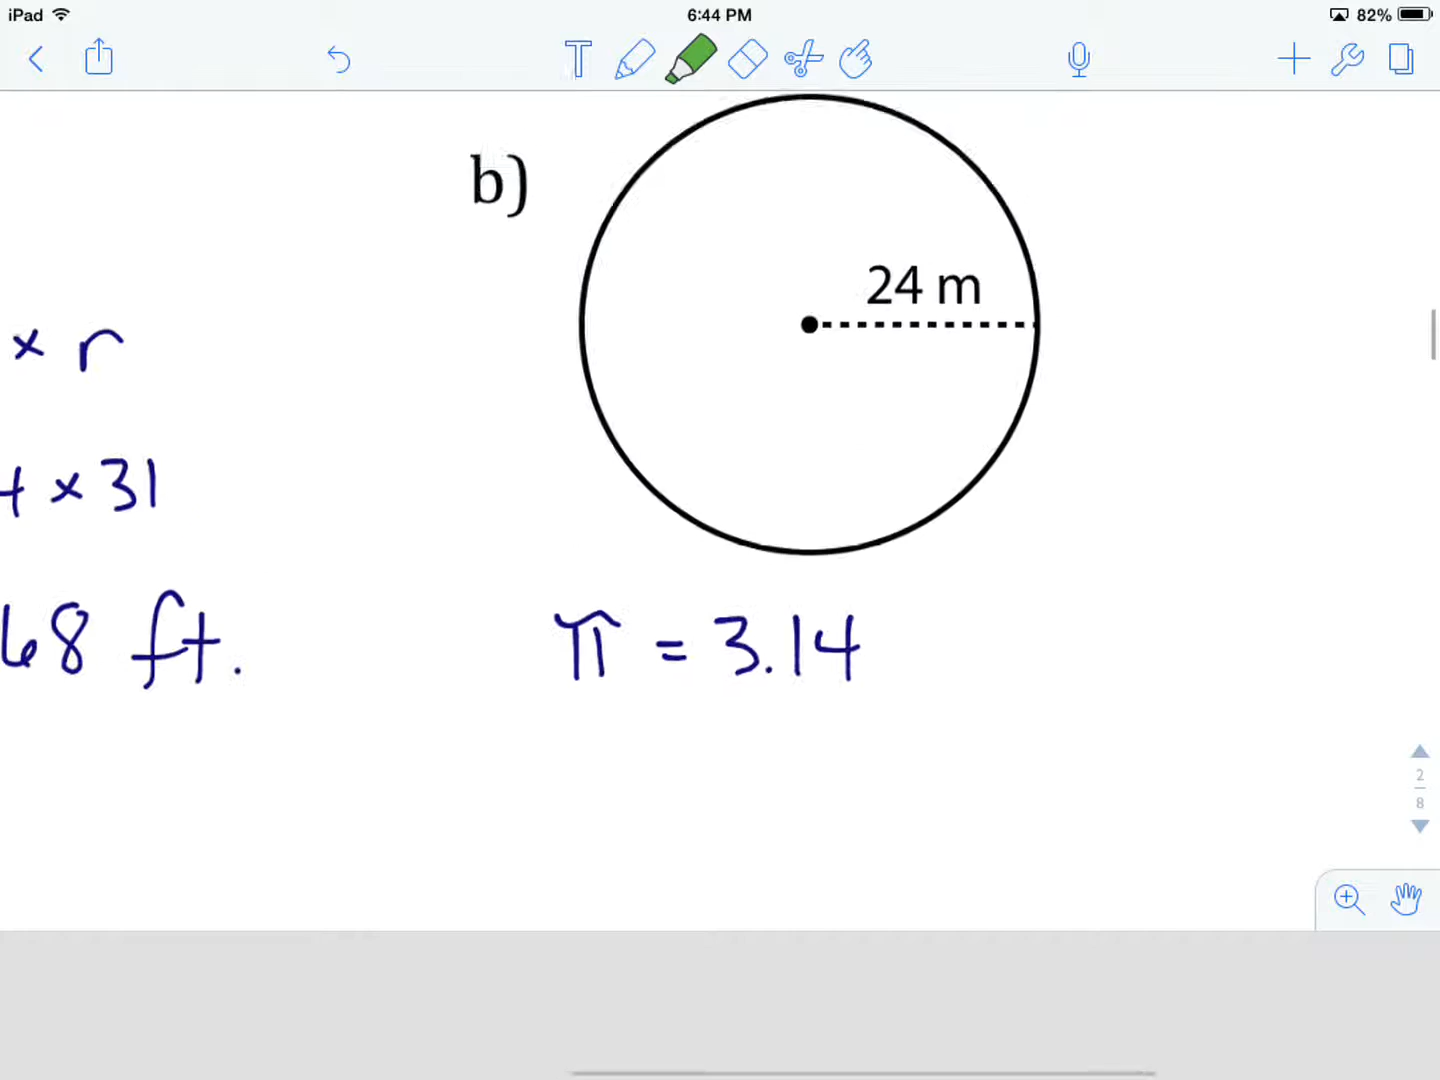 iPad 6:44 PM 82%
T
b)
24 m
× r
× 31
68 ft.
π = 3.14
2
8